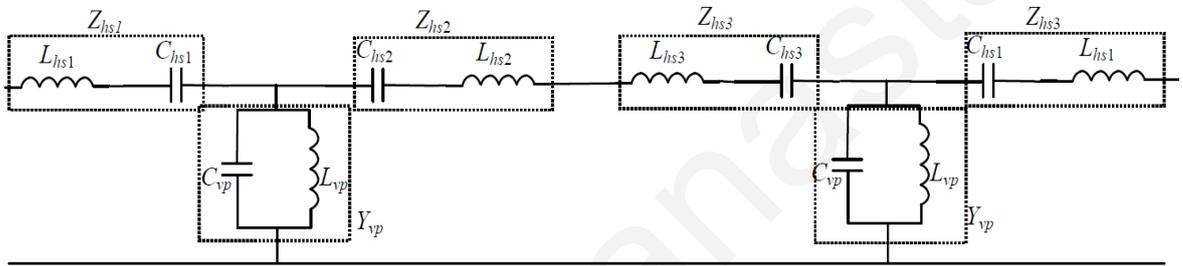 Z_hs1 Z_hs2 Z_hs3 Z_hs3
L_hs1 C_hs1 C_hs2 L_hs2 L_hs3 C_hs3 C_hs1 L_hs1
C_vp L_vp C_vp L_vp
Y_vp Y_vp